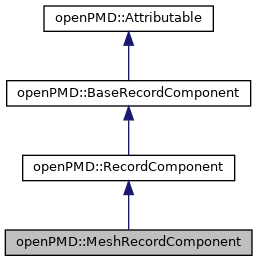 openPMD::Attributable
openPMD::BaseRecordComponent
openPMD::RecordComponent
openPMD::MeshRecordComponent